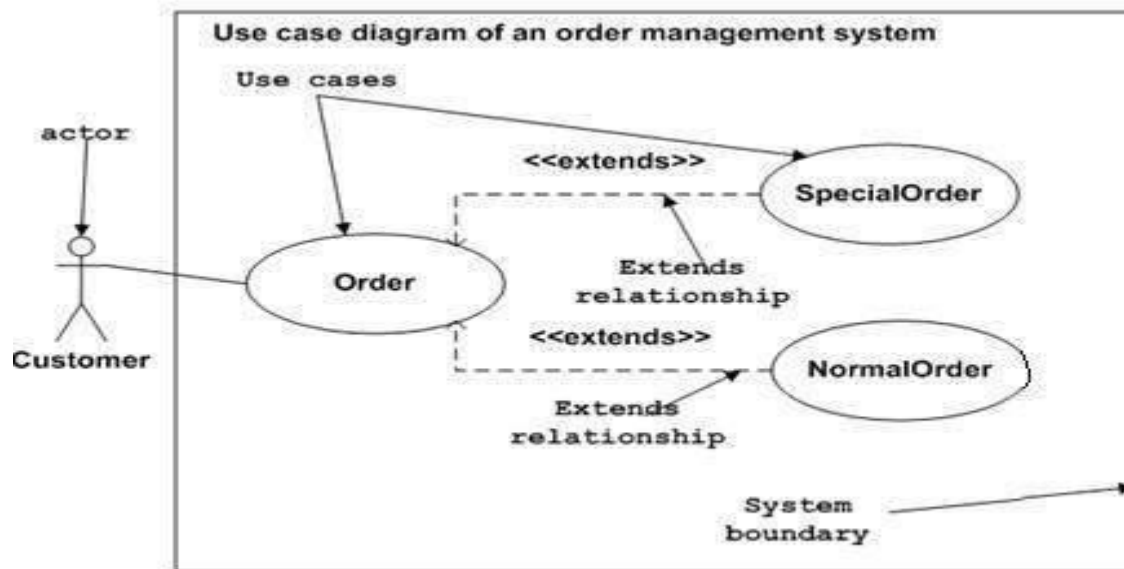 Use case diagram of an order management system
Use cases
actor
<<extends>>
SpecialOrder
Order
Extends
relationship
<<extends>>
Customer
NormalOrder
Extends
relationship
System
boundary